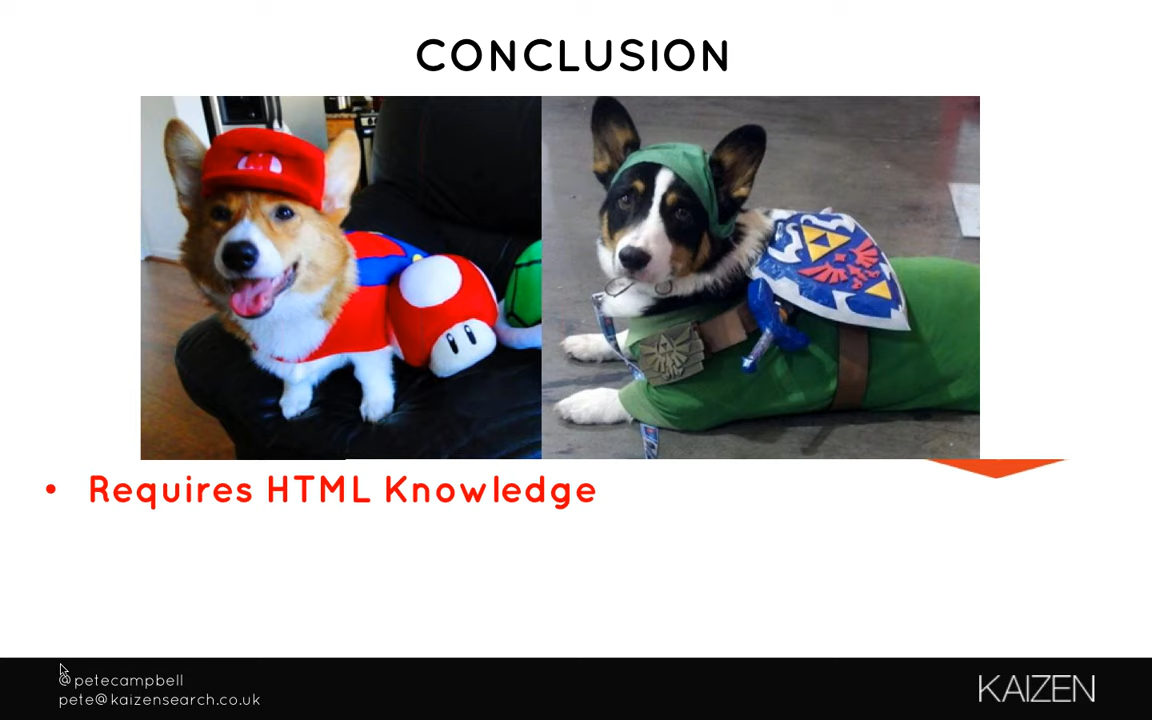 CONCLUSION
• Requires HTML Knowledge
@petecampbell
pete@kaizensearch.co.uk
KAIZEN